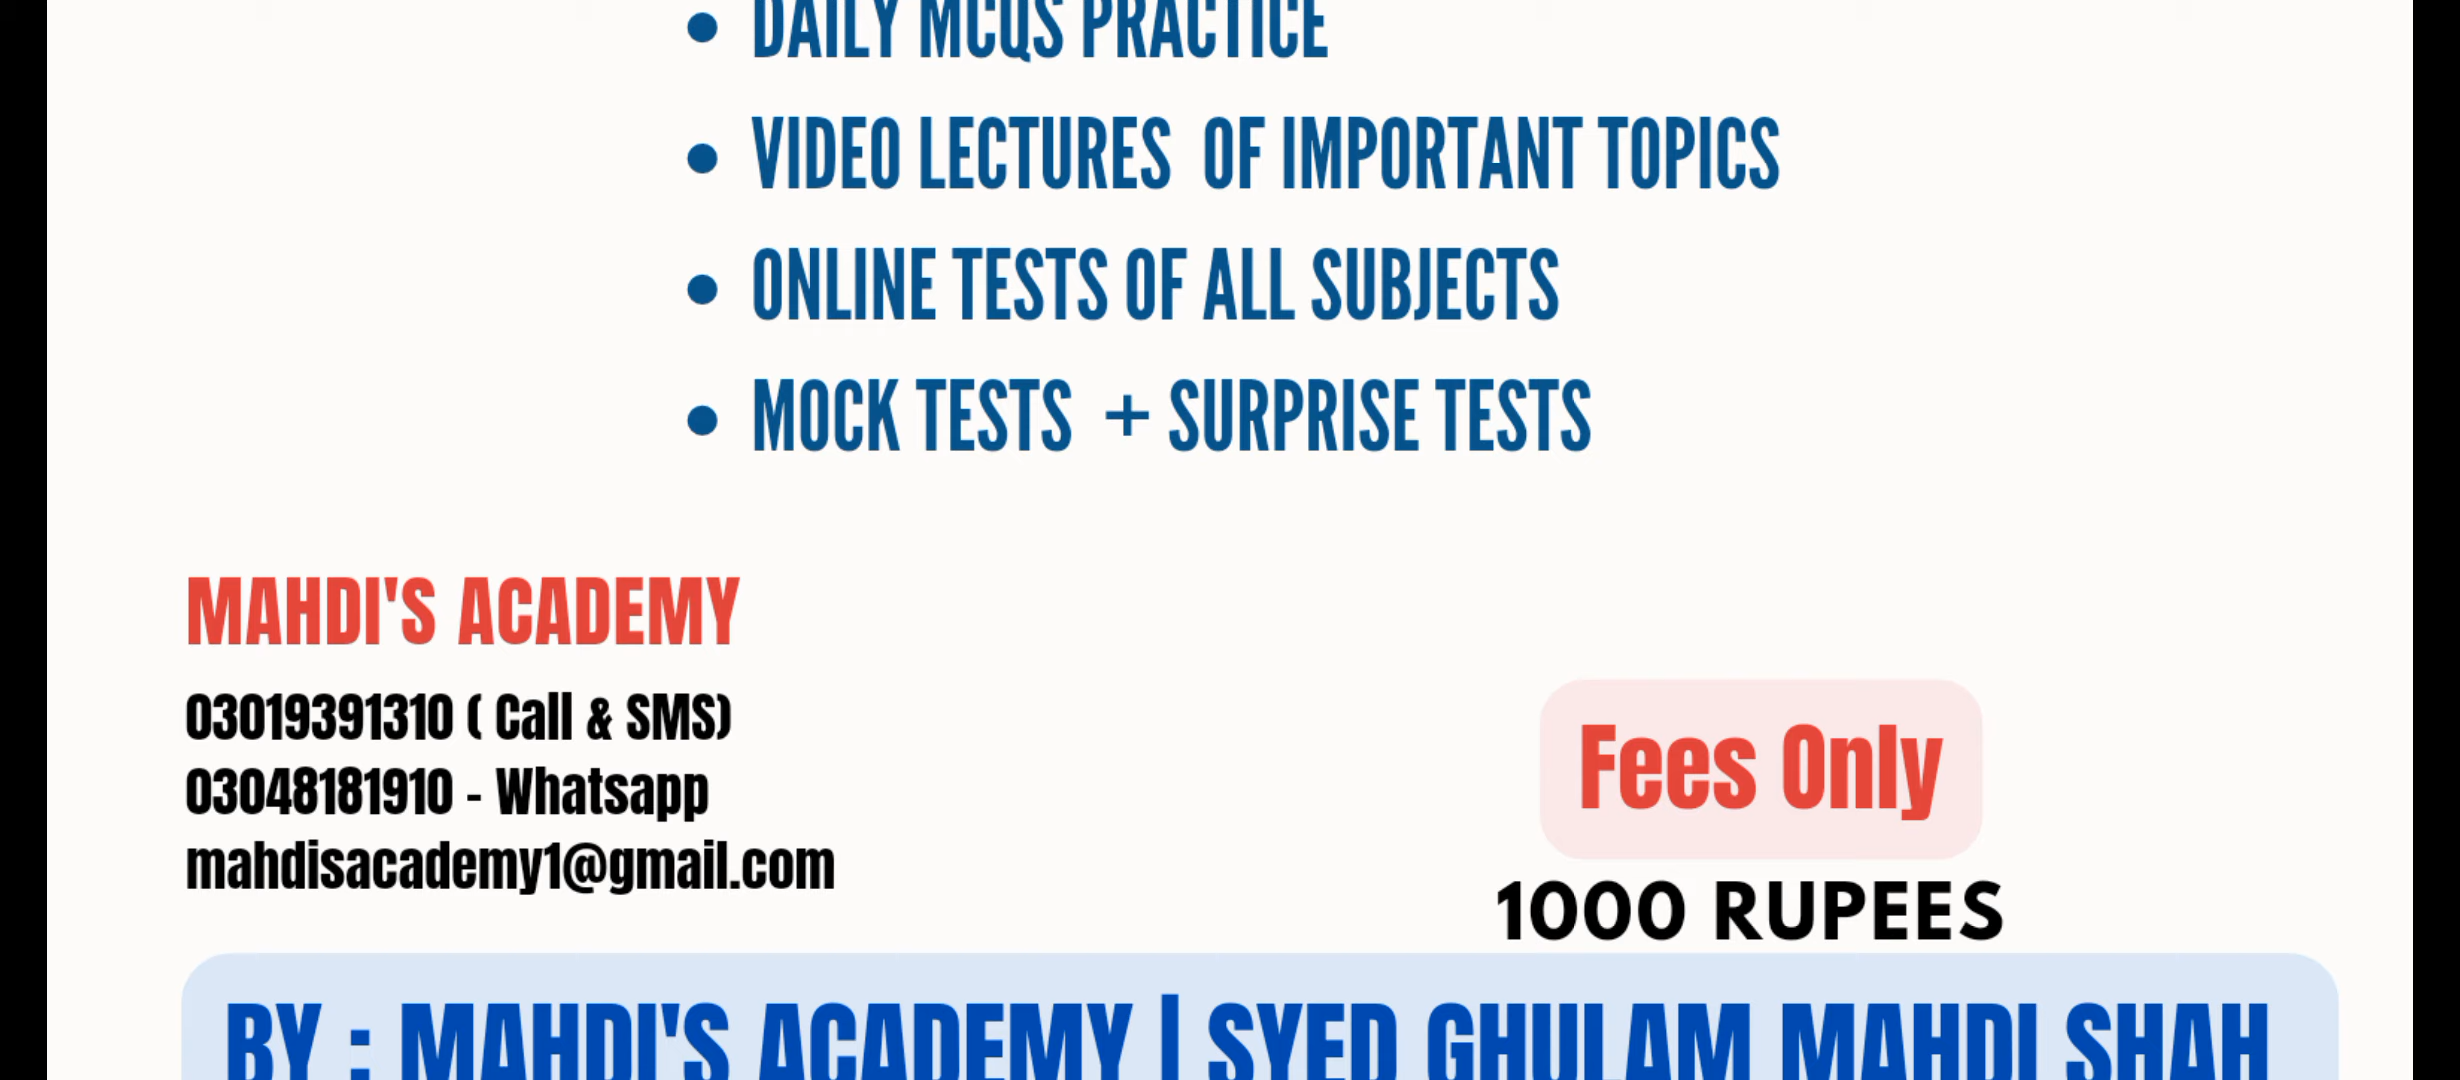 DAILY MCQS PRACTICE
VIDEO LECTURES OF IMPORTANT TOPICS
ONLINE TESTS OF ALL SUBJECTS
MOCK TESTS + SURPRISE TESTS
MAHDI'S ACADEMY
03019391310 ( Call & SMS)
03048181910 - Whatsapp
mahdisacademy1@gmail.com
Fees Only
1000 RUPEES
BY : MAHDI'S ACADEMY | SYED GHULAM MAHDI SHAH